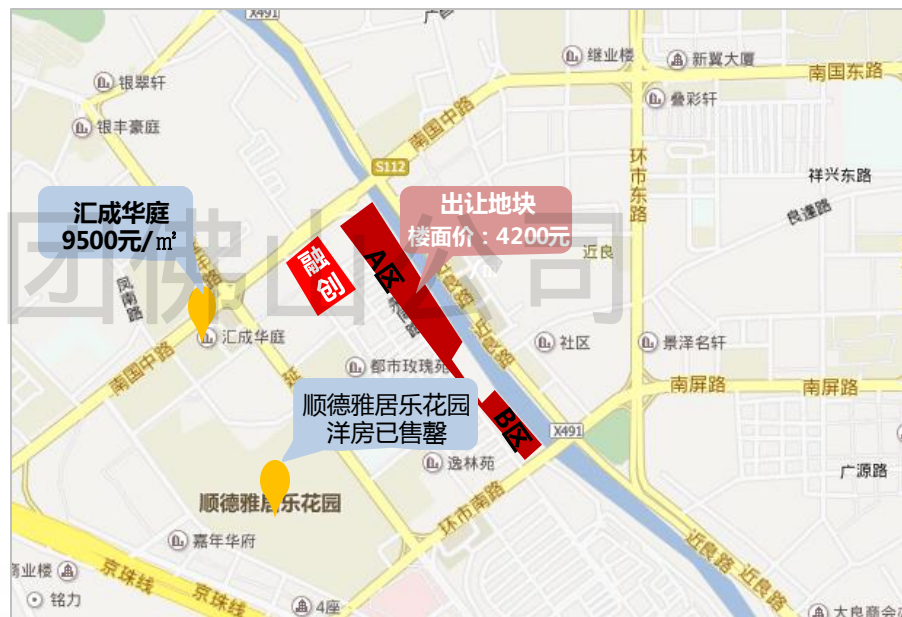 X491
继业楼
新翼大厦
南国东路
银翠轩
叠彩轩
南国中路
银丰豪庭
S112
环市东路
祥兴东路
良逢路
汇成华庭
9500元/㎡
出让地块
楼面价：4200元
/㎡
团佛山公司
融创
A区
近良
近良路
近良路
凤南路
汇成华庭
社区
景泽名轩
南国中路
都市玫瑰苑
延
南屏路
南屏路
顺德雅居乐花园
洋房已售罄
B区
X491
逸林苑
广源路
顺德雅居乐花园
环市南路
嘉年华府
近良路
近良路
商业楼
京珠线
京珠线
铭力
4座
大良商会